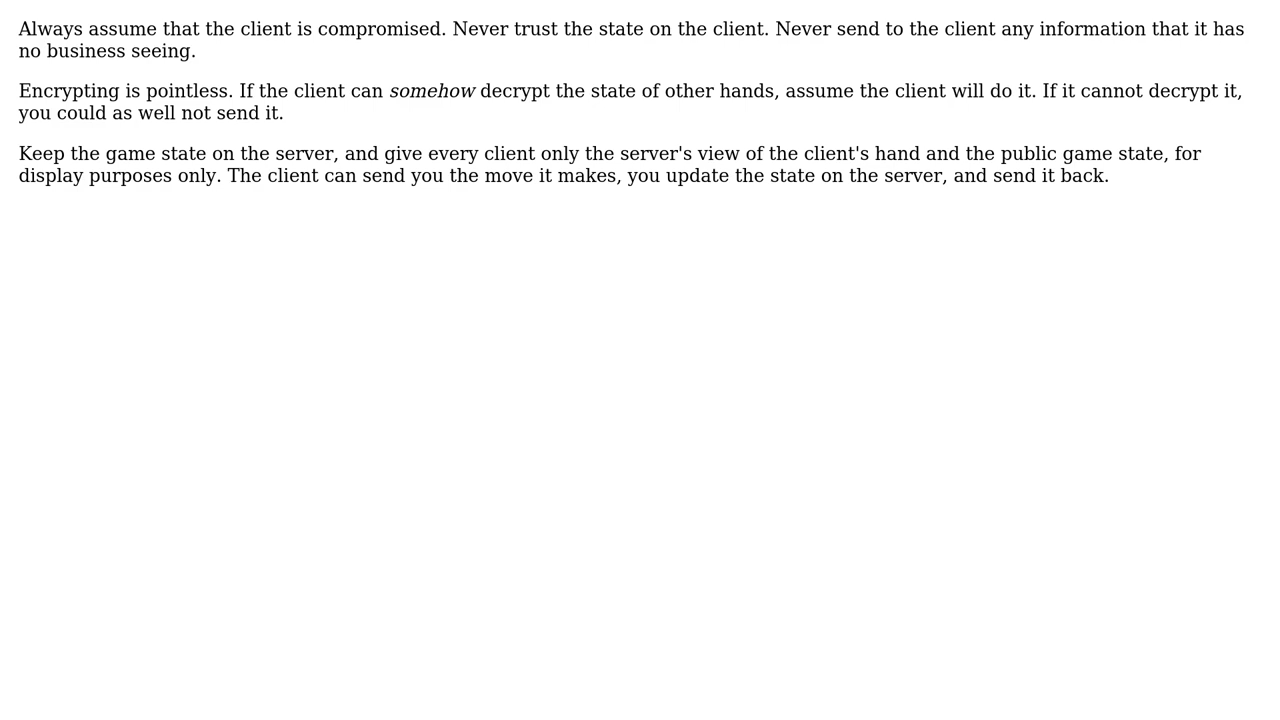 Always assume that the client is compromised. Never trust the state on the client. Never send to the client any information that it has
no business seeing.
Encrypting is pointless. If the client can somehow decrypt the state of other hands, assume the client will do it. If it cannot decrypt it,
you could as well not send it.
Keep the game state on the server, and give every client only the server's view of the client's hand and the public game state, for
display purposes only. The client can send you the move it makes, you update the state on the server, and send it back.